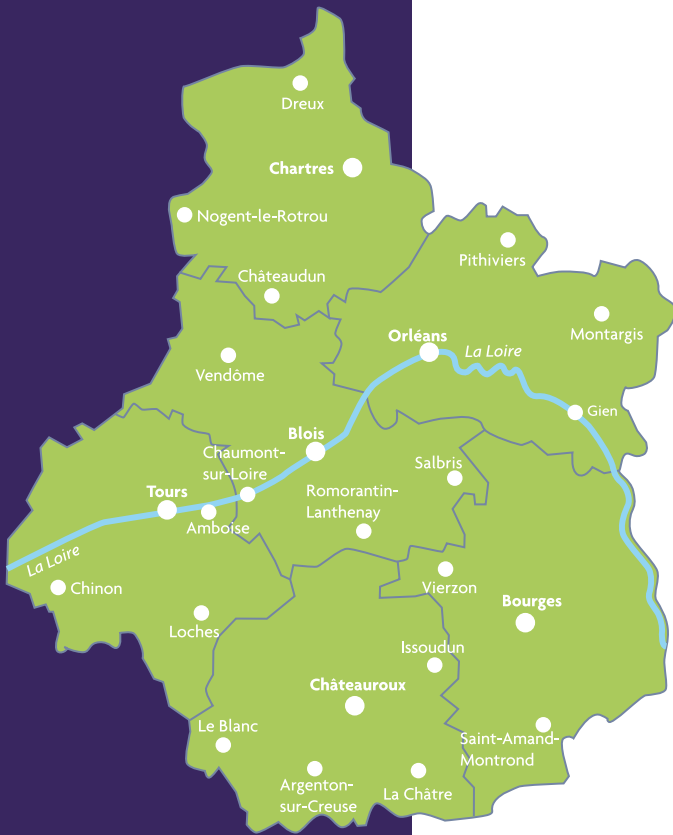 Dreux
Chartres
Nogent-le-Rotrou
Pithiviers
Châteaudun
Montargis
Orléans
La Loire
Vendôme
Gien
Blois
Chaumont-
sur-Loire
Salbris
Tours
Romorantin-
Lanthenay
Amboise
La Loire
Chinon
Vierzon
Bourges
Loches
Issoudun
Châteauroux
Le Blanc
Saint-Amand-
Montrond
Argenton-
sur-Creuse
La Châtre